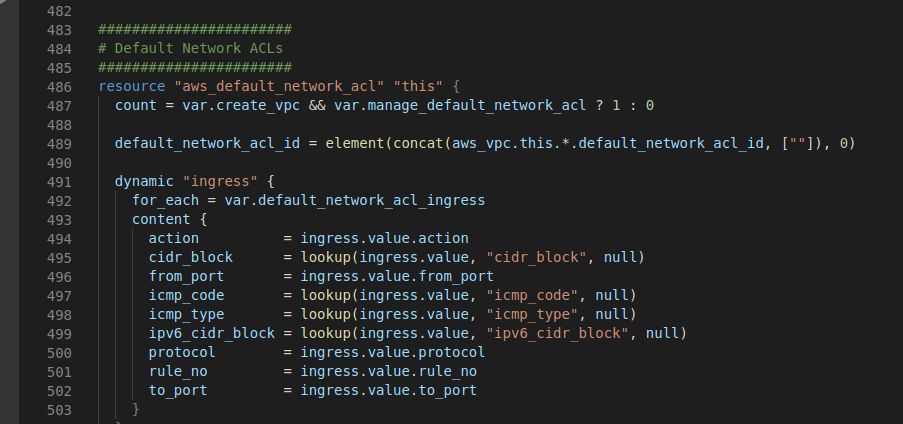 482
483 #######################
484 # Default Network ACLs
485 #######################
486 resource "aws_default_network_acl" "this" {
487   count = var.create_vpc && var.manage_default_network_acl ? 1 : 0
488
489   default_network_acl_id = element(concat(aws_vpc.this.*.default_network_acl_id, [""]), 0)
490
491   dynamic "ingress" {
492     for_each = var.default_network_acl_ingress
493     content {
494       action          = ingress.value.action
495       cidr_block      = lookup(ingress.value, "cidr_block", null)
496       from_port       = ingress.value.from_port
497       icmp_code       = lookup(ingress.value, "icmp_code", null)
498       icmp_type       = lookup(ingress.value, "icmp_type", null)
499       ipv6_cidr_block = lookup(ingress.value, "ipv6_cidr_block", null)
500       protocol        = ingress.value.protocol
501       rule_no         = ingress.value.rule_no
502       to_port         = ingress.value.to_port
503     }